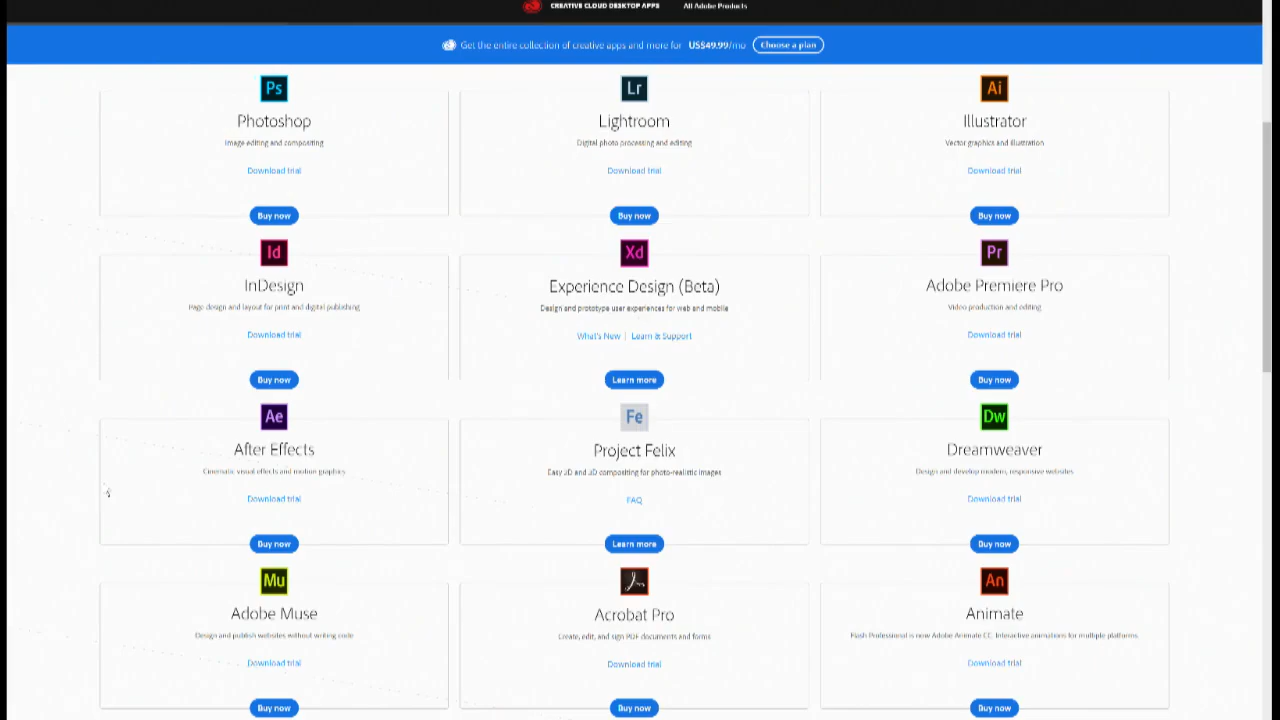 CREATIVE CLOUD DESKTOP APPS All Adobe Products
Get the entire collection of creative apps and more for US$49.99/mo Choose a plan
Ps Lr Ai
Photoshop Lightroom Illustrator
Image editing and compositing Digital photo processing and editing Vector graphics and illustration
Download trial Download trial Download trial
Buy now Buy now Buy now
Id Xd Pr
InDesign Experience Design (Beta) Adobe Premiere Pro
Page design and layout for print and digital publishing Design and prototype user experiences for web and mobile Video production and editing
Download trial What's New | Learn & Support Download trial
Buy now Learn more Buy now
Ae Fe Dw
After Effects Project Felix Dreamweaver
Cinematic visual effects and motion graphics Easy 2D and 3D compositing for photo-realistic images Design and develop modern, responsive websites
Download trial FAQ Download trial
Buy now Learn more Buy now
Mu An
Adobe Muse Acrobat Pro Animate
Design and publish websites without writing code Create, edit, and sign PDF documents and forms Flash Professional is now Adobe Animate CC. Interactive animations for multiple platforms.
Download trial Download trial Download trial
Buy now Buy now Buy now